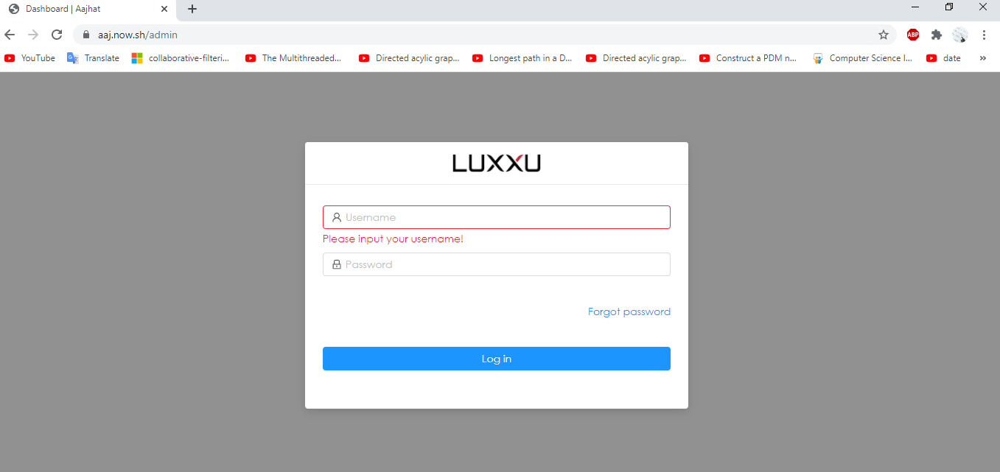 Dashboard | Aajhat
aaj.now.sh/admin
ABP
YouTube
Translate
collaborative-filteri...
The Multithreaded...
Directed acylic grap...
Longest path in a D...
Directed acylic grap...
Construct a PDM n...
Computer Science I...
date
LUXXU
Username
Please input your username!
Password
Forgot password
Log in